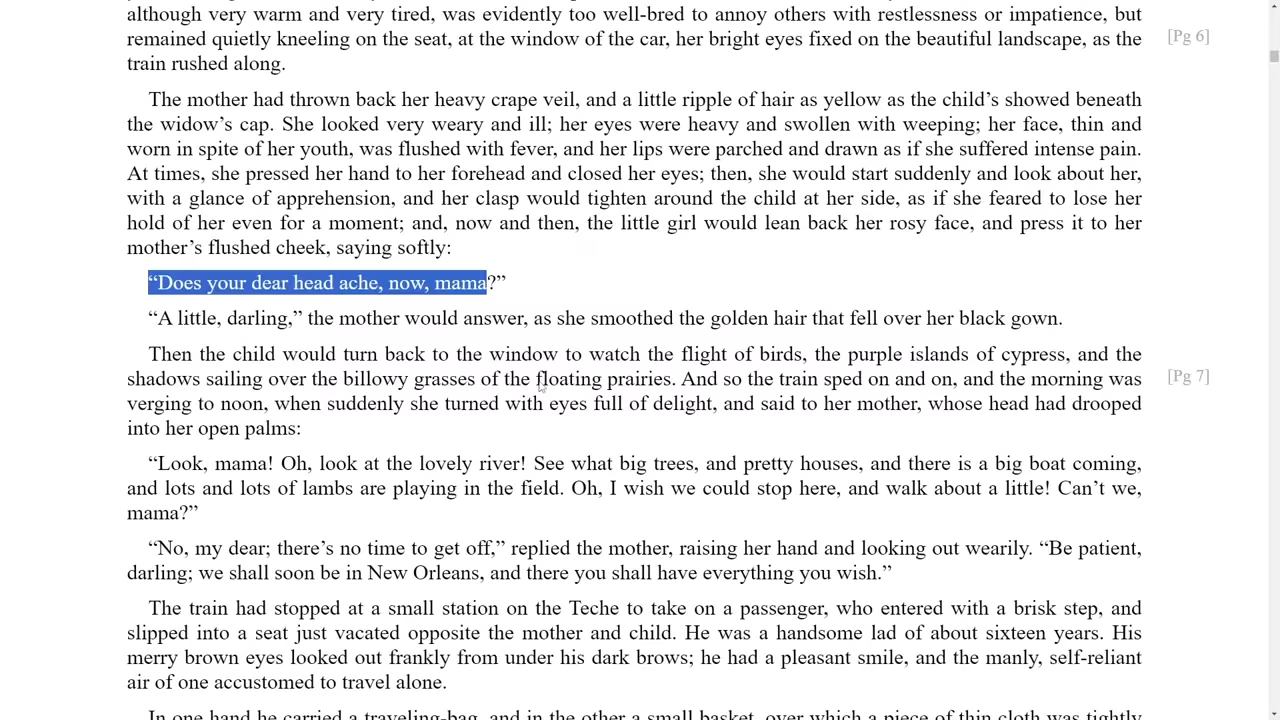 although very warm and very tired, was evidently too well-bred to annoy others with restlessness or impatience, but
remained quietly kneeling on the seat, at the window of the car, her bright eyes fixed on the beautiful landscape, as the
[Pg 6]
train rushed along.
The mother had thrown back her heavy crape veil, and a little ripple of hair as yellow as the child’s showed beneath
the widow’s cap. She looked very weary and ill; her eyes were heavy and swollen with weeping; her face, thin and
worn in spite of her youth, was flushed with fever, and her lips were parched and drawn as if she suffered intense pain.
At times, she pressed her hand to her forehead and closed her eyes; then, she would start suddenly and look about her,
with a glance of apprehension, and her clasp would tighten around the child at her side, as if she feared to lose her
hold of her even for a moment; and, now and then, the little girl would lean back her rosy face, and press it to her
mother’s flushed cheek, saying softly:
“Does your dear head ache, now, mama?”
“A little, darling,” the mother would answer, as she smoothed the golden hair that fell over her black gown.
Then the child would turn back to the window to watch the flight of birds, the purple islands of cypress, and the
shadows sailing over the billowy grasses of the floating prairies. And so the train sped on and on, and the morning was
[Pg 7]
verging to noon, when suddenly she turned with eyes full of delight, and said to her mother, whose head had drooped
into her open palms:
“Look, mama! Oh, look at the lovely river! See what big trees, and pretty houses, and there is a big boat coming,
and lots and lots of lambs are playing in the field. Oh, I wish we could stop here, and walk about a little! Can’t we,
mama?”
“No, my dear; there’s no time to get off,” replied the mother, raising her hand and looking out wearily. “Be patient,
darling; we shall soon be in New Orleans, and there you shall have everything you wish.”
The train had stopped at a small station on the Teche to take on a passenger, who entered with a brisk step, and
slipped into a seat just vacated opposite the mother and child. He was a handsome lad of about sixteen years. His
merry brown eyes looked out frankly from under his dark brows; he had a pleasant smile, and the manly, self-reliant
air of one accustomed to travel alone.
In one hand he carried a traveling-bag, and in the other a small basket, over which a piece of thin cloth was tightly